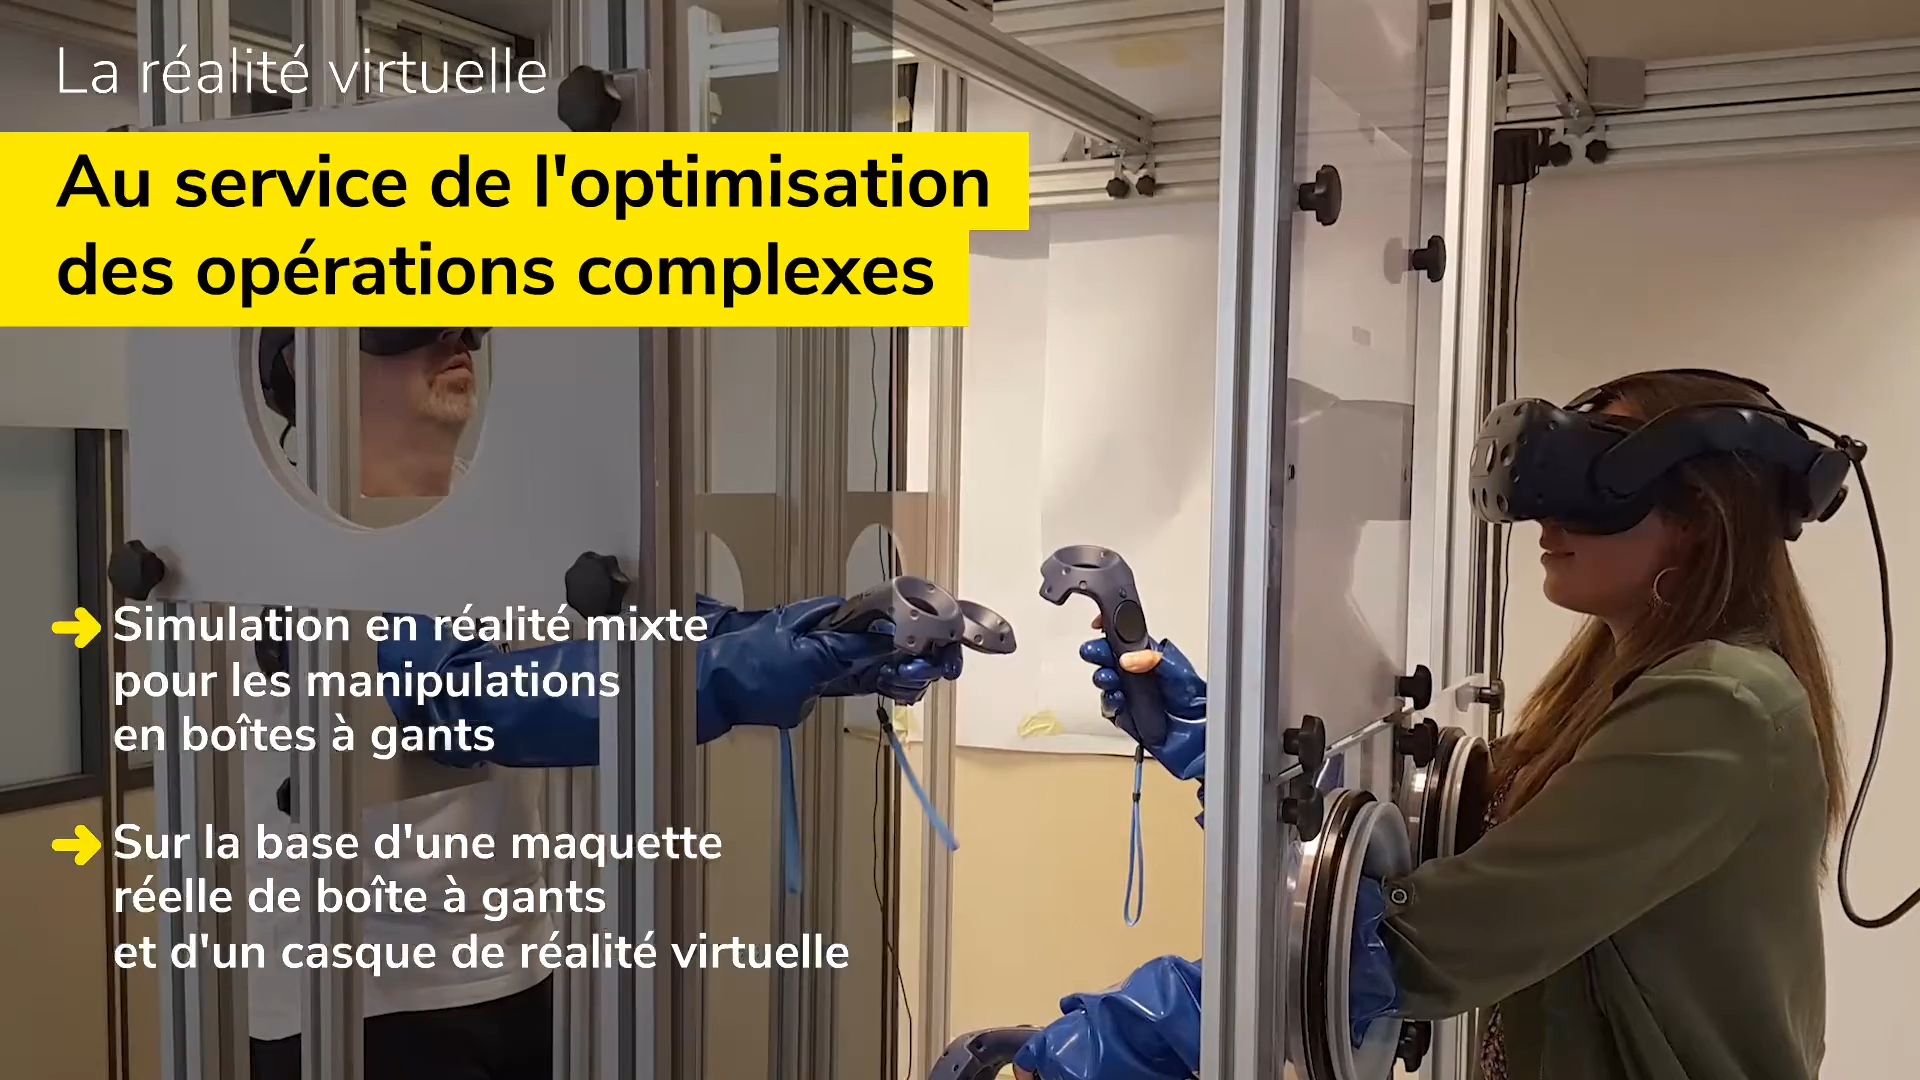 La réalité virtuelle
Au service de l'optimisation
des opérations complexes
Simulation en réalité mixte
pour les manipulations
en boîtes à gants
Sur la base d'une maquette
réelle de boîte à gants
et d'un casque de réalité virtuelle